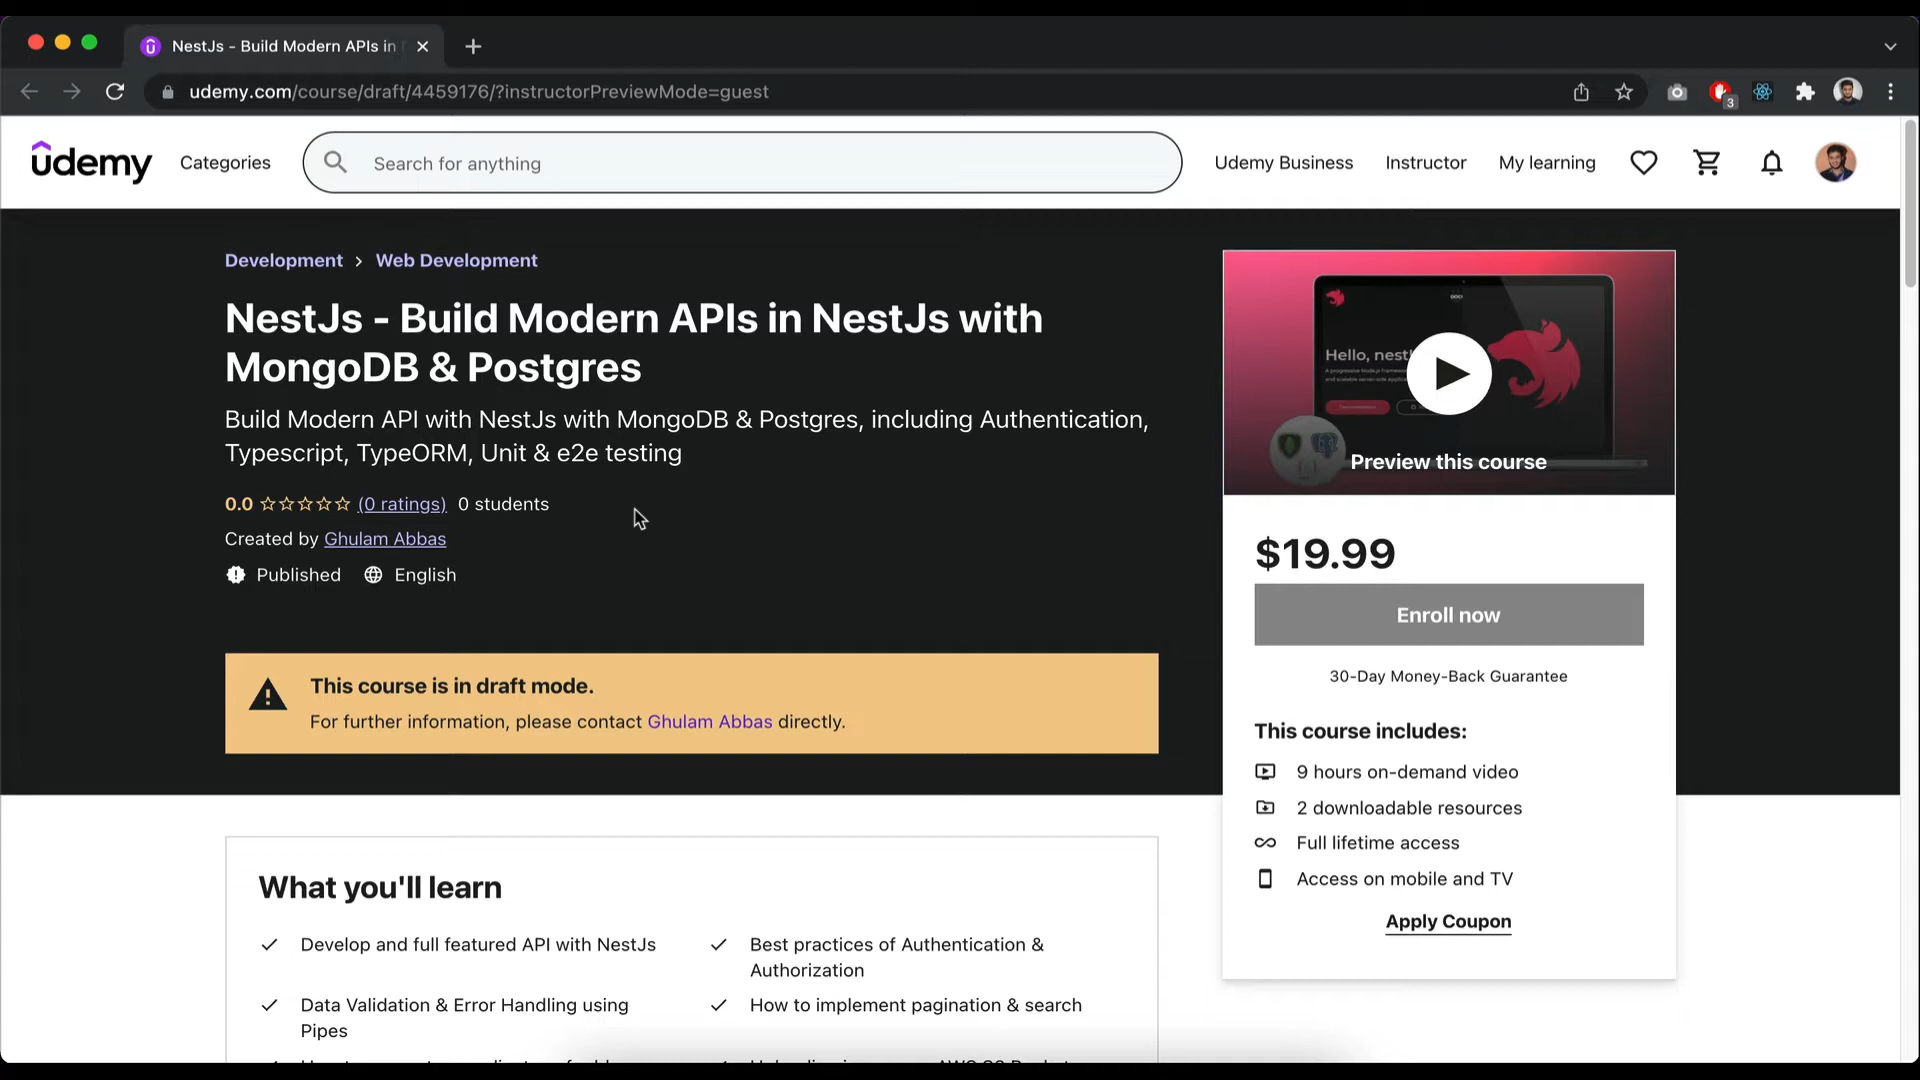 NestJs - Build Modern APIs in
udemy.com/course/draft/4459176/?instructorPreviewMode=guest
3
udemy
Categories
Search for anything
Udemy Business
Instructor
My learning
Development > Web Development
NestJs - Build Modern APIs in NestJs with
MongoDB & Postgres
Build Modern API with NestJs with MongoDB & Postgres, including Authentication,
Typescript, TypeORM, Unit & e2e testing
0.0 (0 ratings) 0 students
Created by Ghulam Abbas
Published English
This course is in draft mode.
For further information, please contact Ghulam Abbas directly.
Hello, nest
Preview this course
$19.99
Enroll now
30-Day Money-Back Guarantee
This course includes:
9 hours on-demand video
2 downloadable resources
Full lifetime access
Access on mobile and TV
Apply Coupon
What you'll learn
Develop and full featured API with NestJs
Best practices of Authentication &
Authorization
Data Validation & Error Handling using
Pipes
How to implement pagination & search